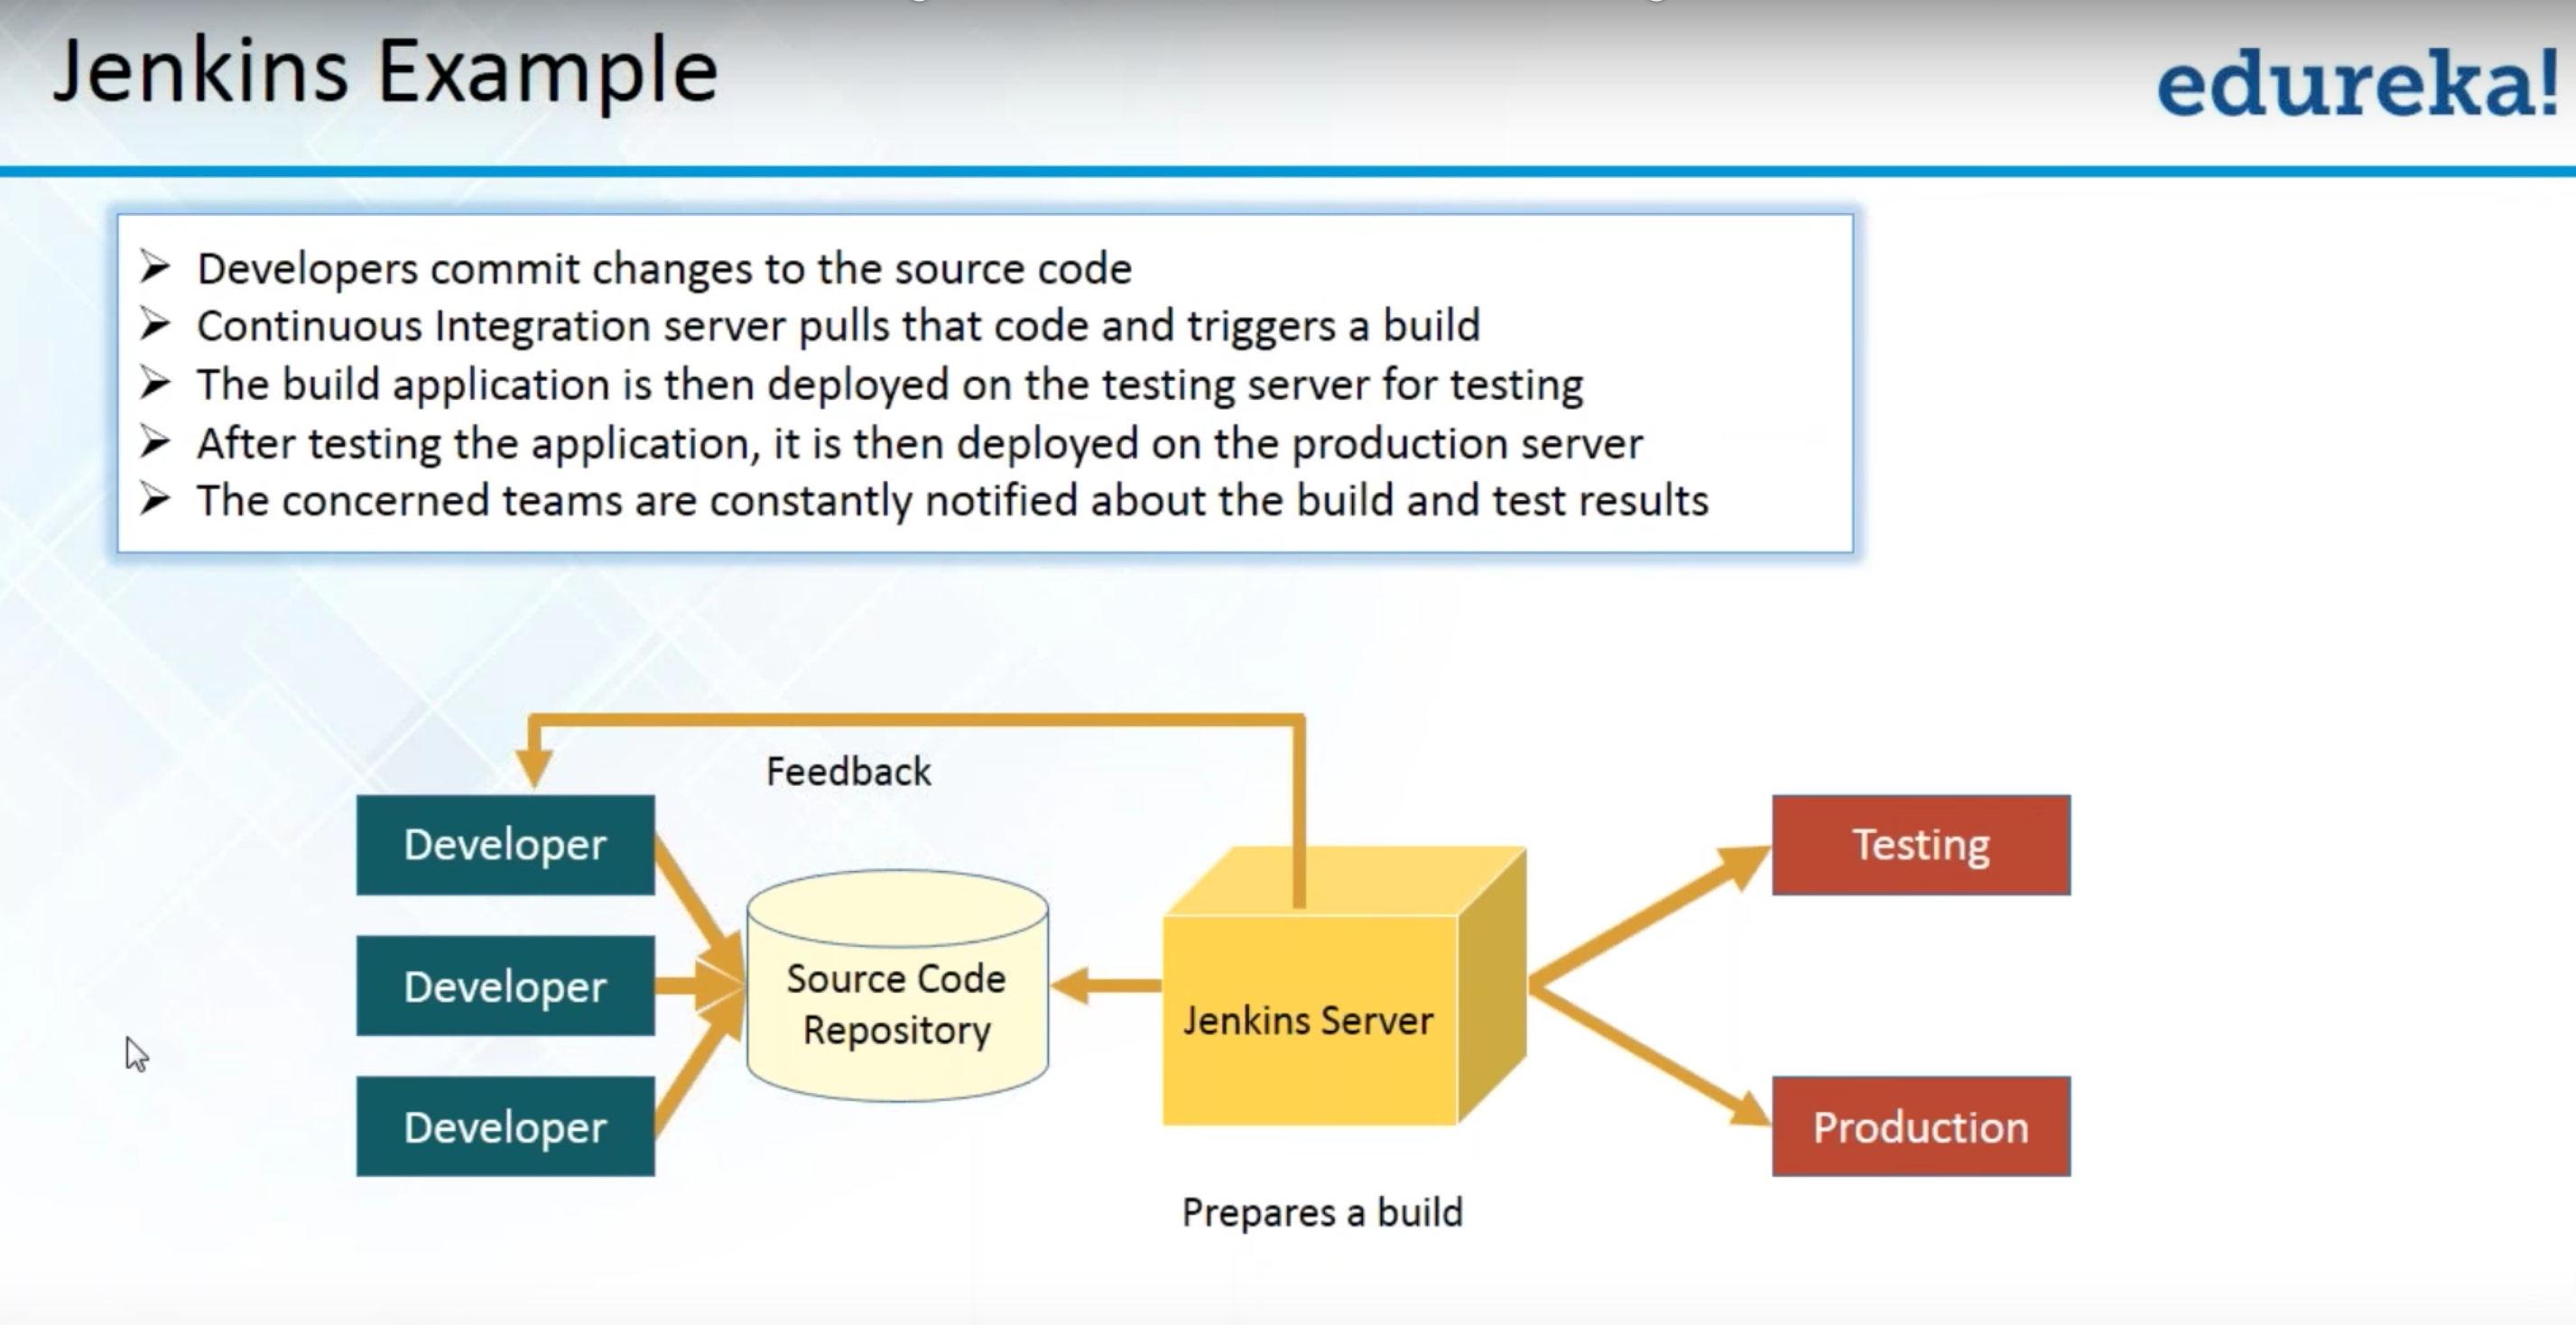 Jenkins Example
edureka!
➢ Developers commit changes to the source code
➢ Continuous Integration server pulls that code and triggers a build
➢ The build application is then deployed on the testing server for testing
➢ After testing the application, it is then deployed on the production server
➢ The concerned teams are constantly notified about the build and test results
Feedback
Developer
Developer
Developer
Source Code
Repository
Jenkins Server
Prepares a build
Testing
Production